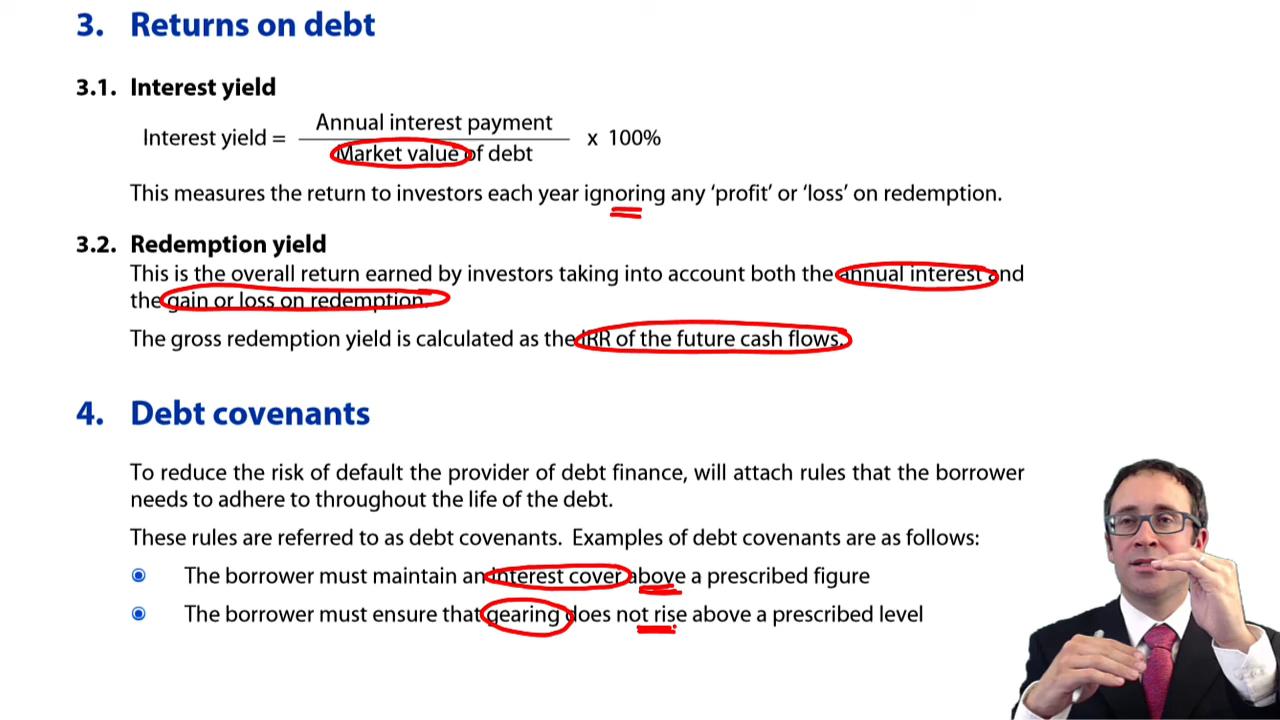 3. Returns on debt
3.1. Interest yield
Interest yield = Annual interest payment / Market value of debt x 100%
This measures the return to investors each year ignoring any ‘profit’ or ‘loss’ on redemption.
3.2. Redemption yield
This is the overall return earned by investors taking into account both the annual interest and
the gain or loss on redemption.
The gross redemption yield is calculated as the IRR of the future cash flows.
4. Debt covenants
To reduce the risk of default the provider of debt finance, will attach rules that the borrower
needs to adhere to throughout the life of the debt.
These rules are referred to as debt covenants. Examples of debt covenants are as follows:
The borrower must maintain an interest cover above a prescribed figure
The borrower must ensure that gearing does not rise above a prescribed level